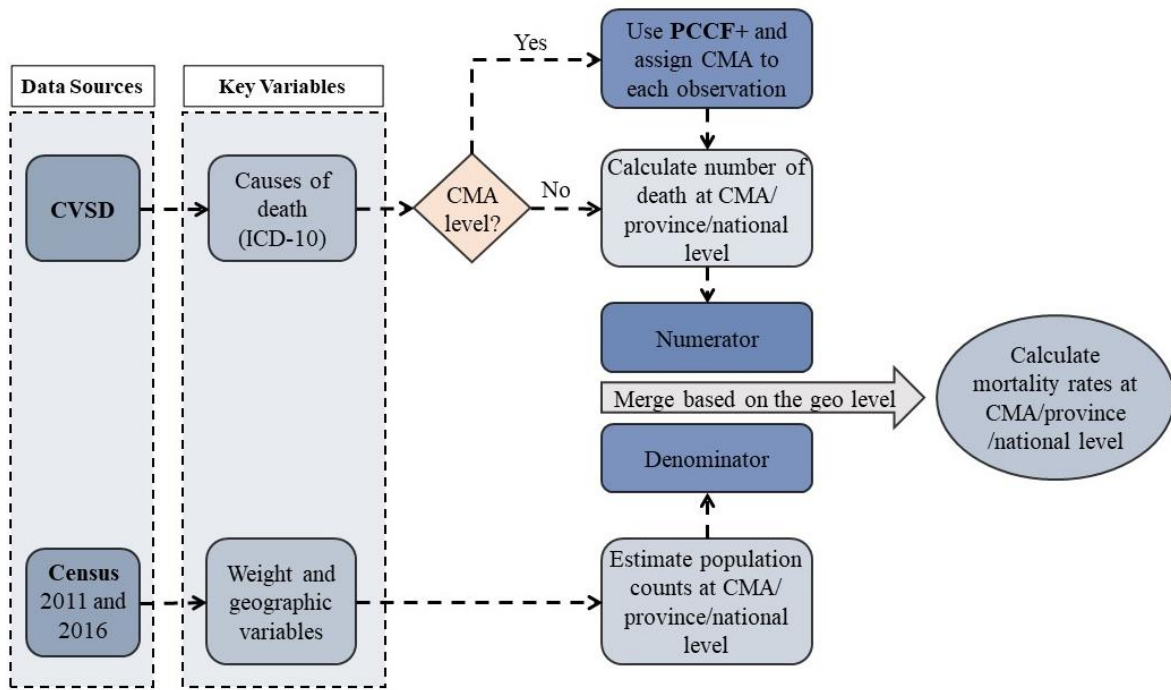 Data Sources
Key Variables
CVSD
Causes of
death
(ICD-10)
CMA
level?
Yes
No
Use PCCF+ and
assign CMA to
each observation
Calculate number of
death at CMA/
province/national
level
Numerator
Merge based on the geo level
Denominator
Calculate
mortality rates at
CMA/province
/national level
Census
2011 and
2016
Weight and
geographic
variables
Estimate population
counts at CMA/
province/national
level